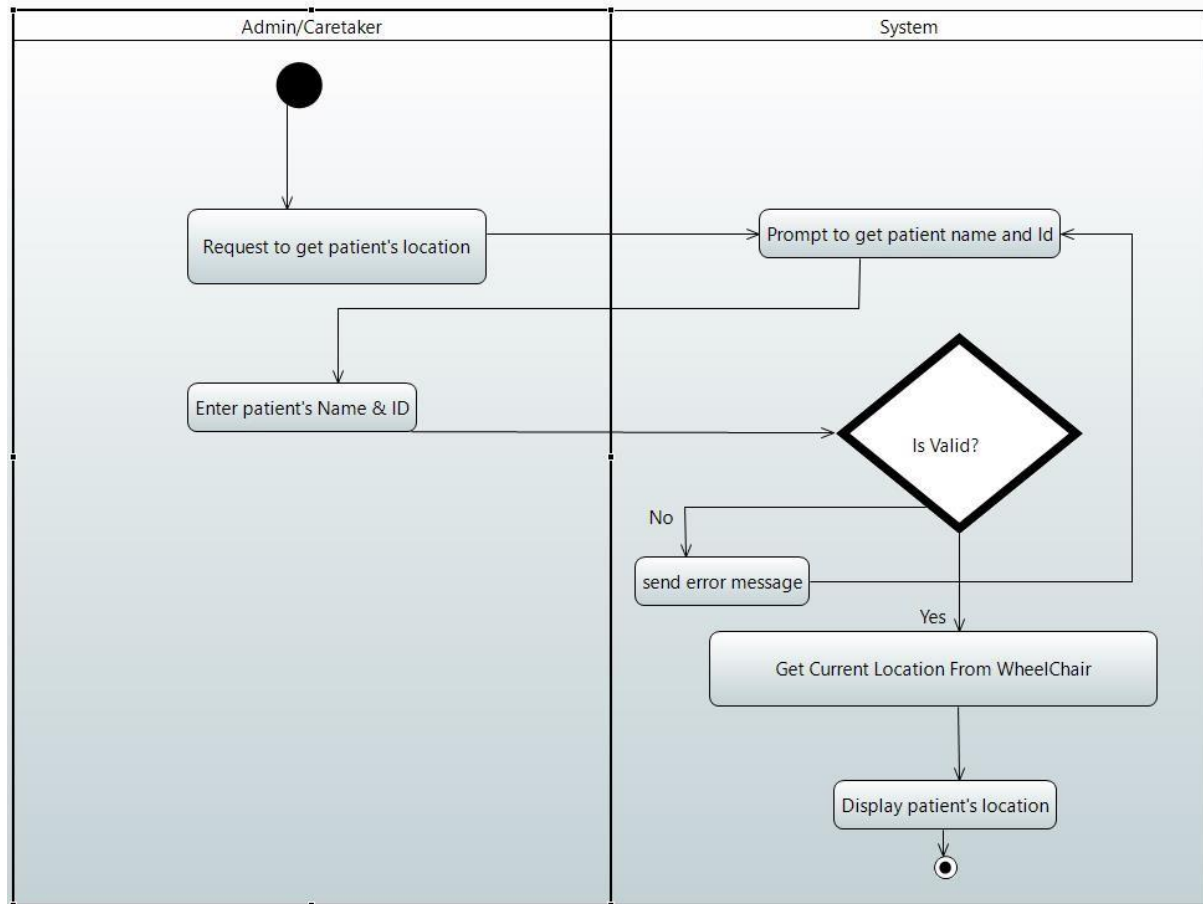 Admin/Caretaker
System
Request to get patient's location
Prompt to get patient name and Id
Enter patient's Name & ID
Is Valid?
No
send error message
Yes
Get Current Location From WheelChair
Display patient's location